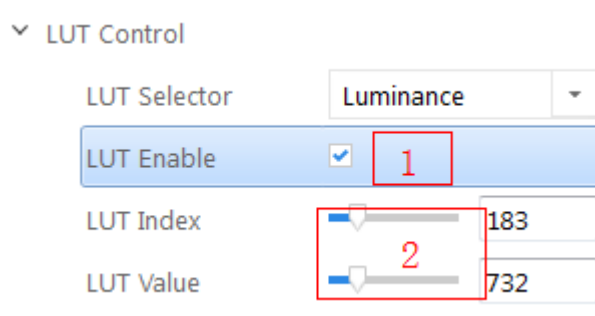 LUT Control
LUT Selector Luminance
LUT Enable 1
LUT Index 183
2
LUT Value 732